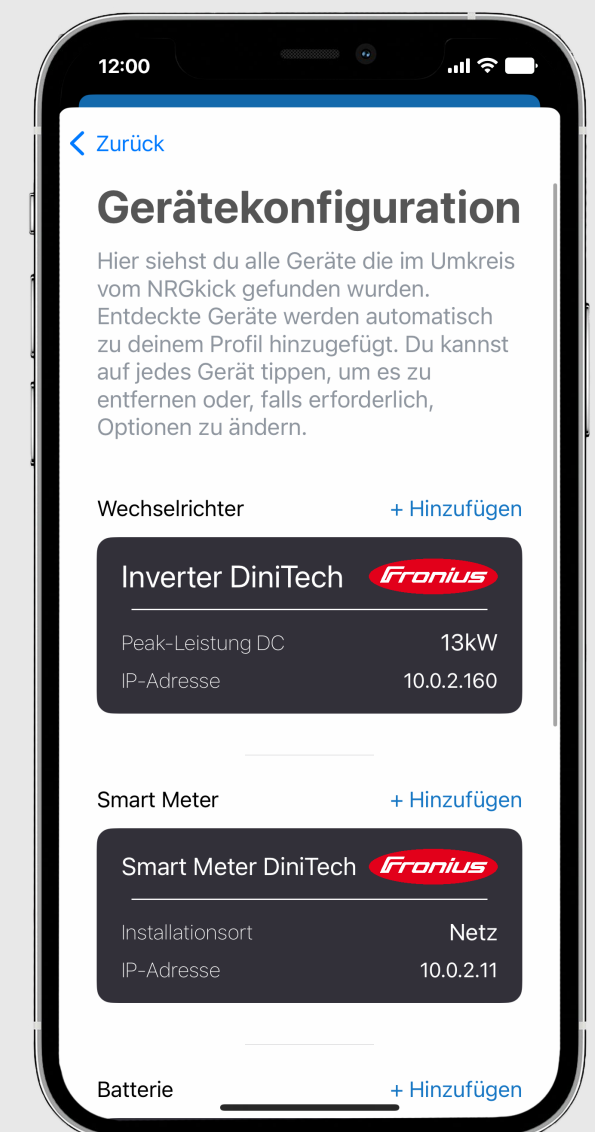 12:00
Zurück
Gerätekonfiguration
Hier siehst du alle Geräte die im Umkreis
vom NRGkick gefunden wurden.
Entdeckte Geräte werden automatisch
zu deinem Profil hinzugefügt. Du kannst
auf jedes Gerät tippen, um es zu
entfernen oder, falls erforderlich,
Optionen zu ändern.
Wechselrichter + Hinzufügen
Inverter DiniTech Fronius
Peak-Leistung DC 13kW
IP-Adresse 10.0.2.160
Smart Meter + Hinzufügen
Smart Meter DiniTech Fronius
Installationsort Netz
IP-Adresse 10.0.2.11
Batterie + Hinzufügen